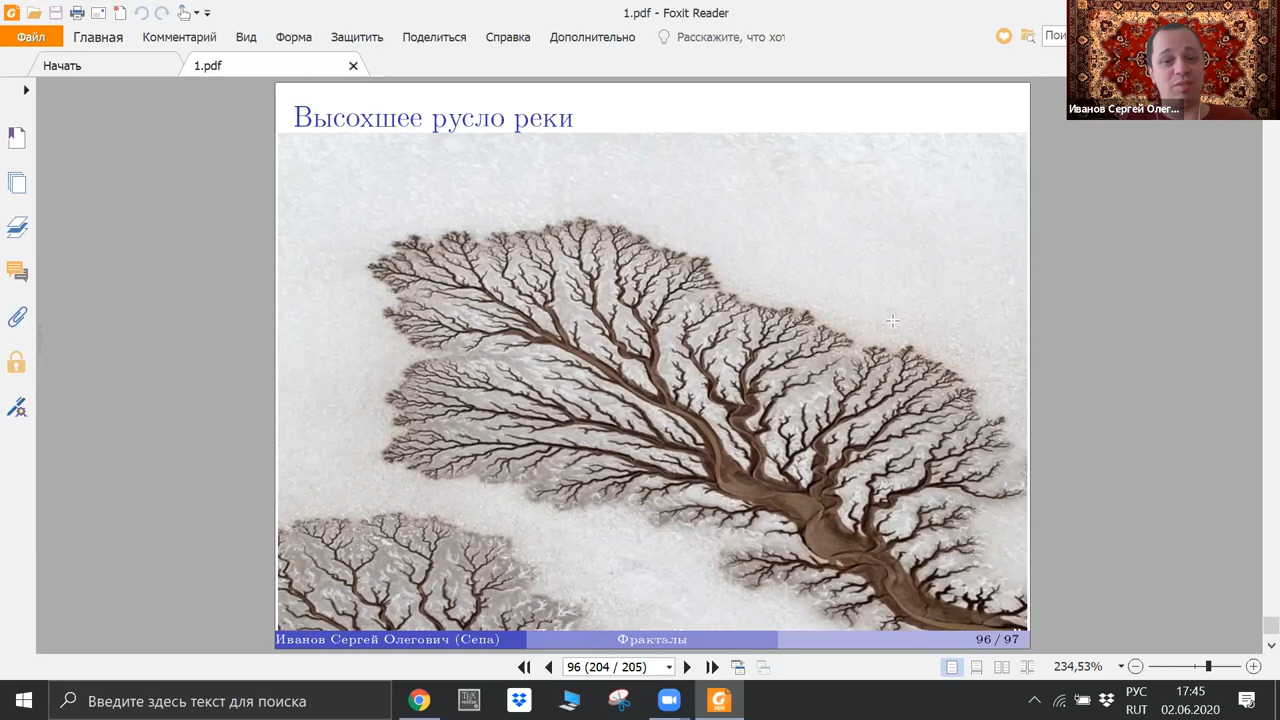 1.pdf - Foxit Reader
Файл
Главная
Комментарий
Вид
Форма
Защитить
Поделиться
Справка
Дополнительно
Расскажите, что хот
Пои
Начать
1.pdf
Иванов Сергей Олег...
Высохшее русло реки
Иванов Сергей Олегович (Сепа)
Фракталы
96 / 97
96 (204 / 205)
234,53%
Введите здесь текст для поиска
РУС
RUT
17:45
02.06.2020